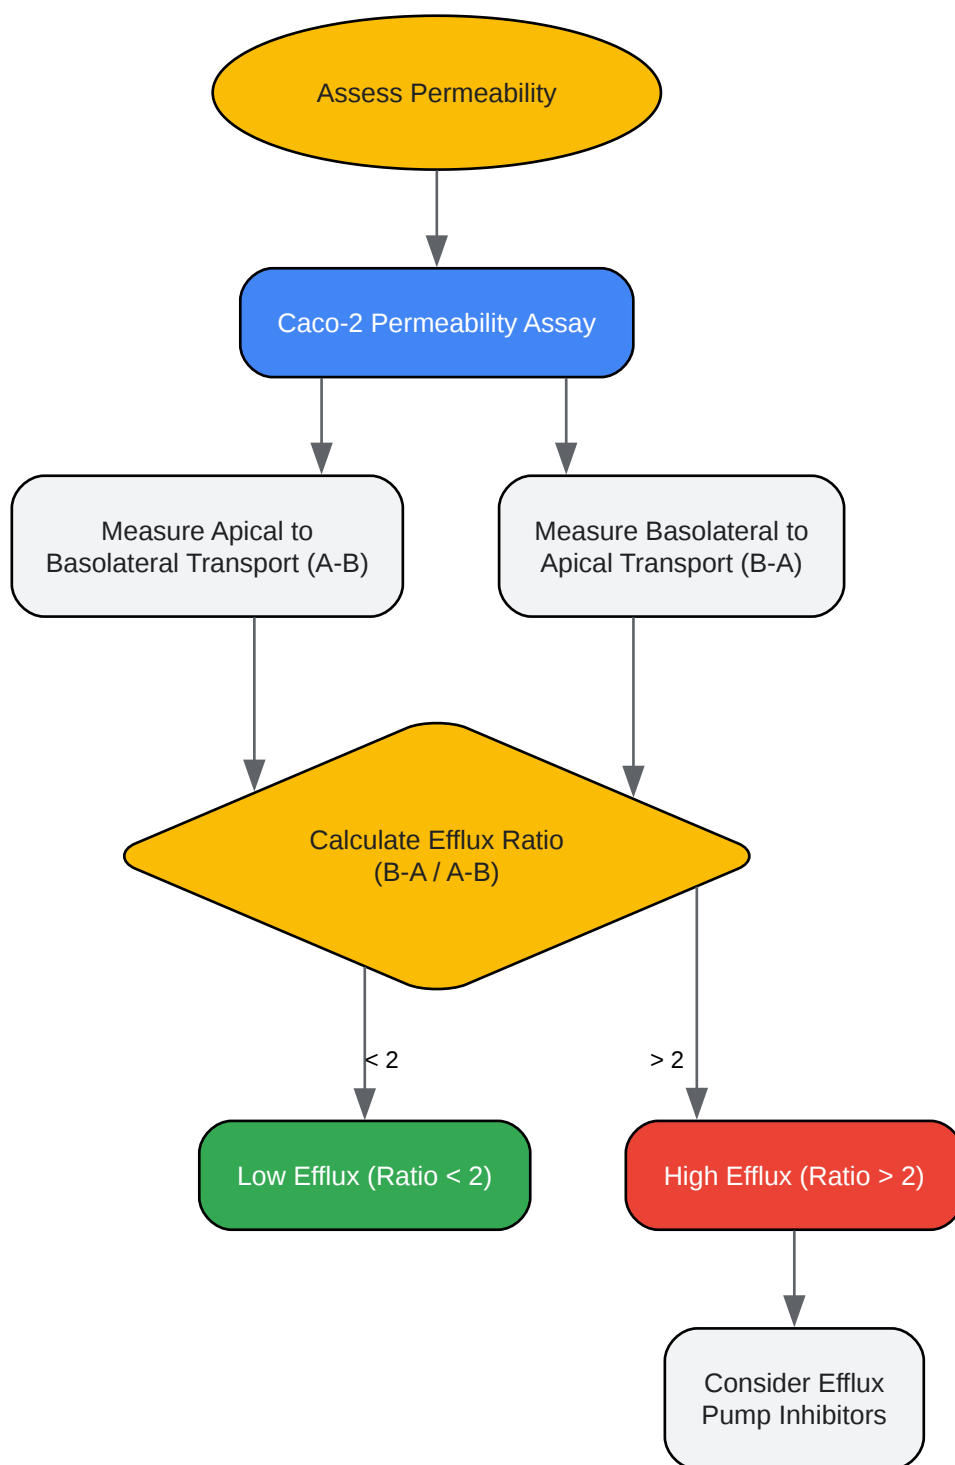 Assess Permeability
Caco-2 Permeability Assay
Measure Apical to
Basolateral Transport (A-B)
Measure Basolateral to
Apical Transport (B-A)
Calculate Efflux Ratio
(B-A / A-B)
< 2
> 2
Low Efflux (Ratio < 2)
High Efflux (Ratio > 2)
Consider Efflux
Pump Inhibitors